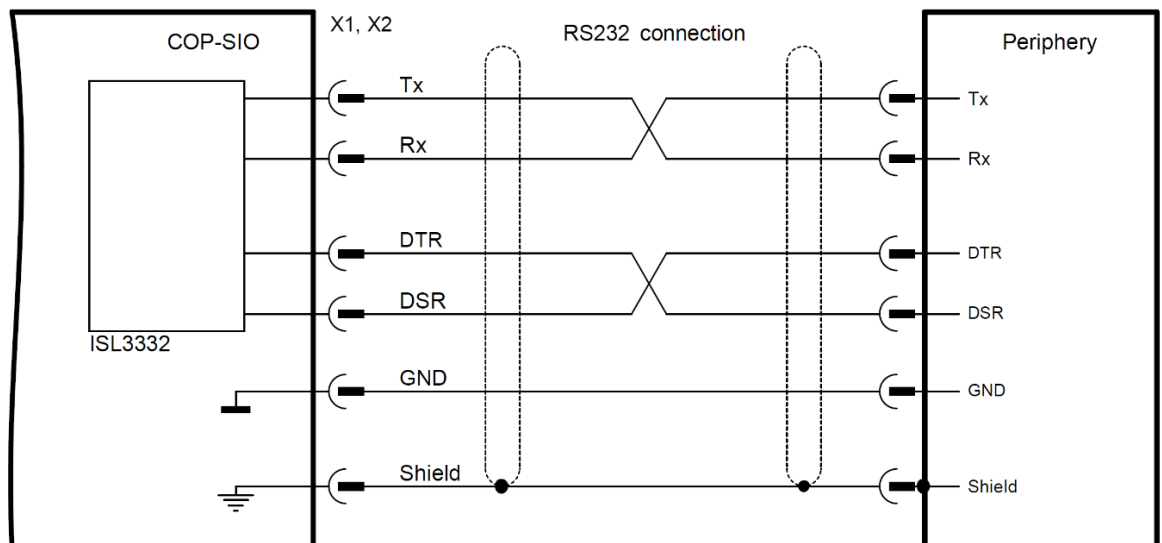 COP-SIO
X1, X2
RS232 connection
Periphery
Tx
Tx
Rx
Rx
DTR
DTR
DSR
DSR
ISL3332
GND
GND
Shield
Shield